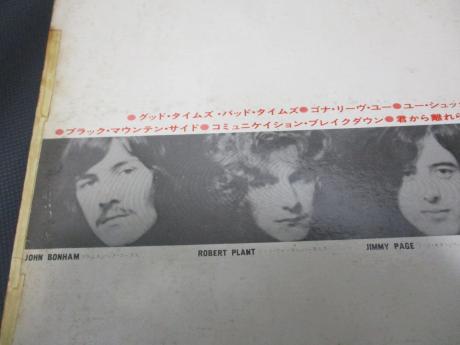 ●グッド・タイムズ・バッド・タイムズ●ゴナ・リーヴ・ユー●ユー・シュッ
●ブラック・マウンテン・サイド●コミュニケイション・ブレイクダウン●君から離れら
JOHN BONHAM ROBERT PLANT JIMMY PAGE